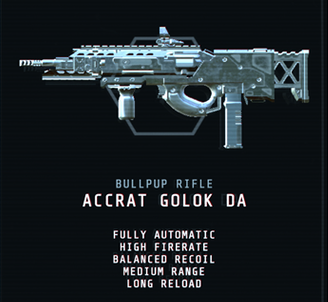 BULLPUP RIFLE
ACCRAT GOLOK DA
FULLY AUTOMATIC
HIGH FIRERATE
BALANCED RECOIL
MEDIUM RANGE
LONG RELOAD